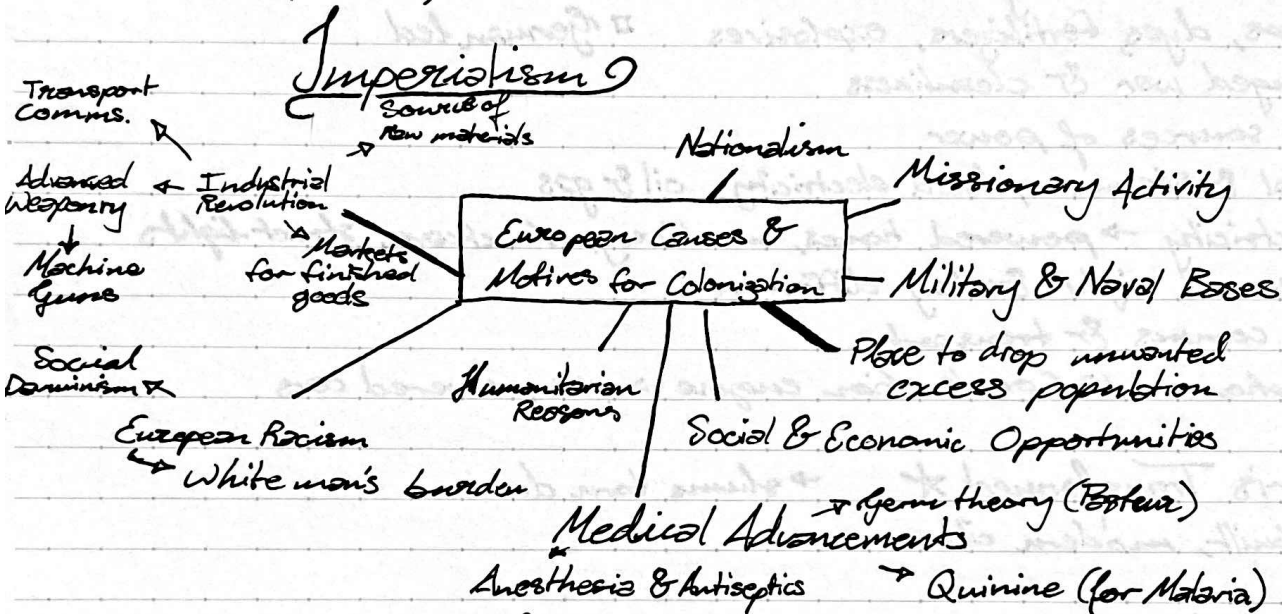 Imperialism
Transport
Comms.
Source of
raw materials
Advanced
Weaponry
Industrial
Revolution
Machine
Guns
Markets
for finished
goods
Nationalism
Missionary Activity
European Causes &
Motives for Colonization
Military & Naval Bases
Place to drop unwanted
excess population
Social & Economic Opportunities
Humanitarian
Reasons
Social
Darwinism
European Racism
White man's burden
Medical Advancements
Germ theory (Pasteur)
Anesthesia & Antiseptics
Quinine (for Malaria)